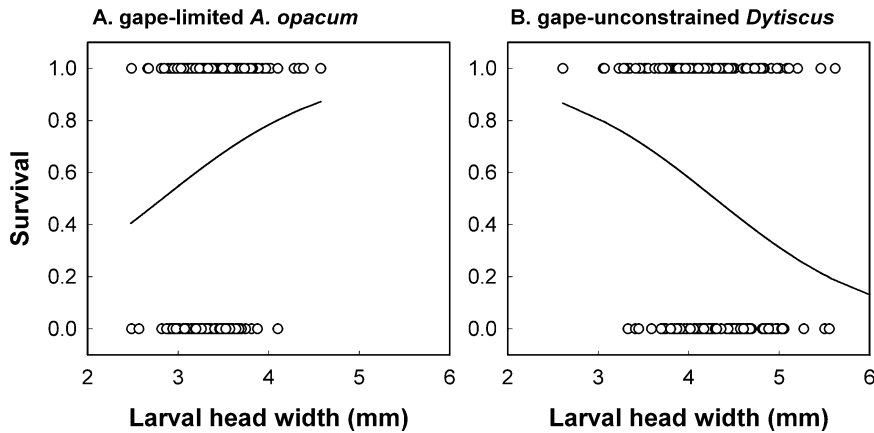 A. gape-limited A. opacum
B. gape-unconstrained Dytiscus
Survival
1.0
0.8
0.6
0.4
0.2
0.0
2 3 4 5 6
Larval head width (mm)
1.0
0.8
0.6
0.4
0.2
0.0
2 3 4 5 6
Larval head width (mm)